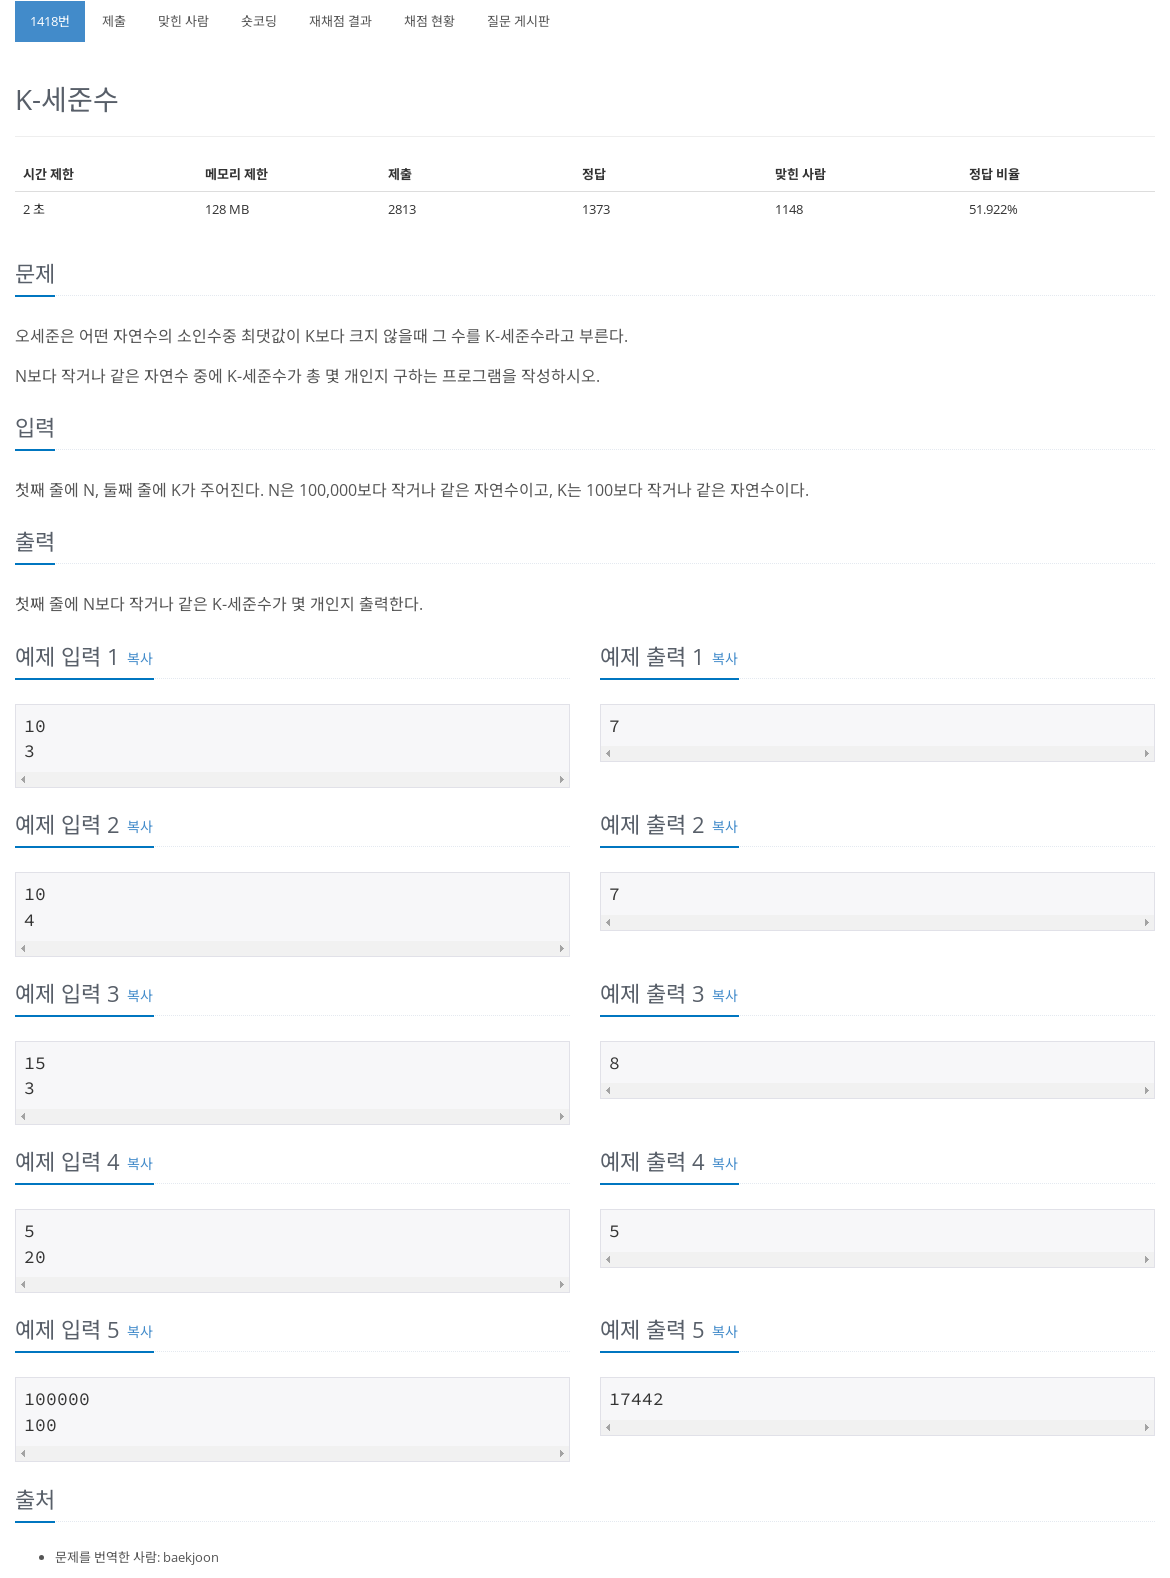 1418번 제출 맞힌 사람 숏코딩 재채점 결과 채점 현황 질문 게시판
K-세준수
시간 제한 메모리 제한 제출 정답 맞힌 사람 정답 비율
2 초 128 MB 2813 1373 1148 51.922%
문제
오세준은 어떤 자연수의 소인수중 최댓값이 K보다 크지 않을때 그 수를 K-세준수라고 부른다.
N보다 작거나 같은 자연수 중에 K-세준수가 총 몇 개인지 구하는 프로그램을 작성하시오.
입력
첫째 줄에 N, 둘째 줄에 K가 주어진다. N은 100,000보다 작거나 같은 자연수이고, K는 100보다 작거나 같은 자연수이다.
출력
첫째 줄에 N보다 작거나 같은 K-세준수가 몇 개인지 출력한다.
예제 입력 1 복사
10
3
예제 출력 1 복사
7
예제 입력 2 복사
10
4
예제 출력 2 복사
7
예제 입력 3 복사
15
3
예제 출력 3 복사
8
예제 입력 4 복사
5
20
예제 출력 4 복사
5
예제 입력 5 복사
100000
100
예제 출력 5 복사
17442
출처
• 문제를 번역한 사람: baekjoon